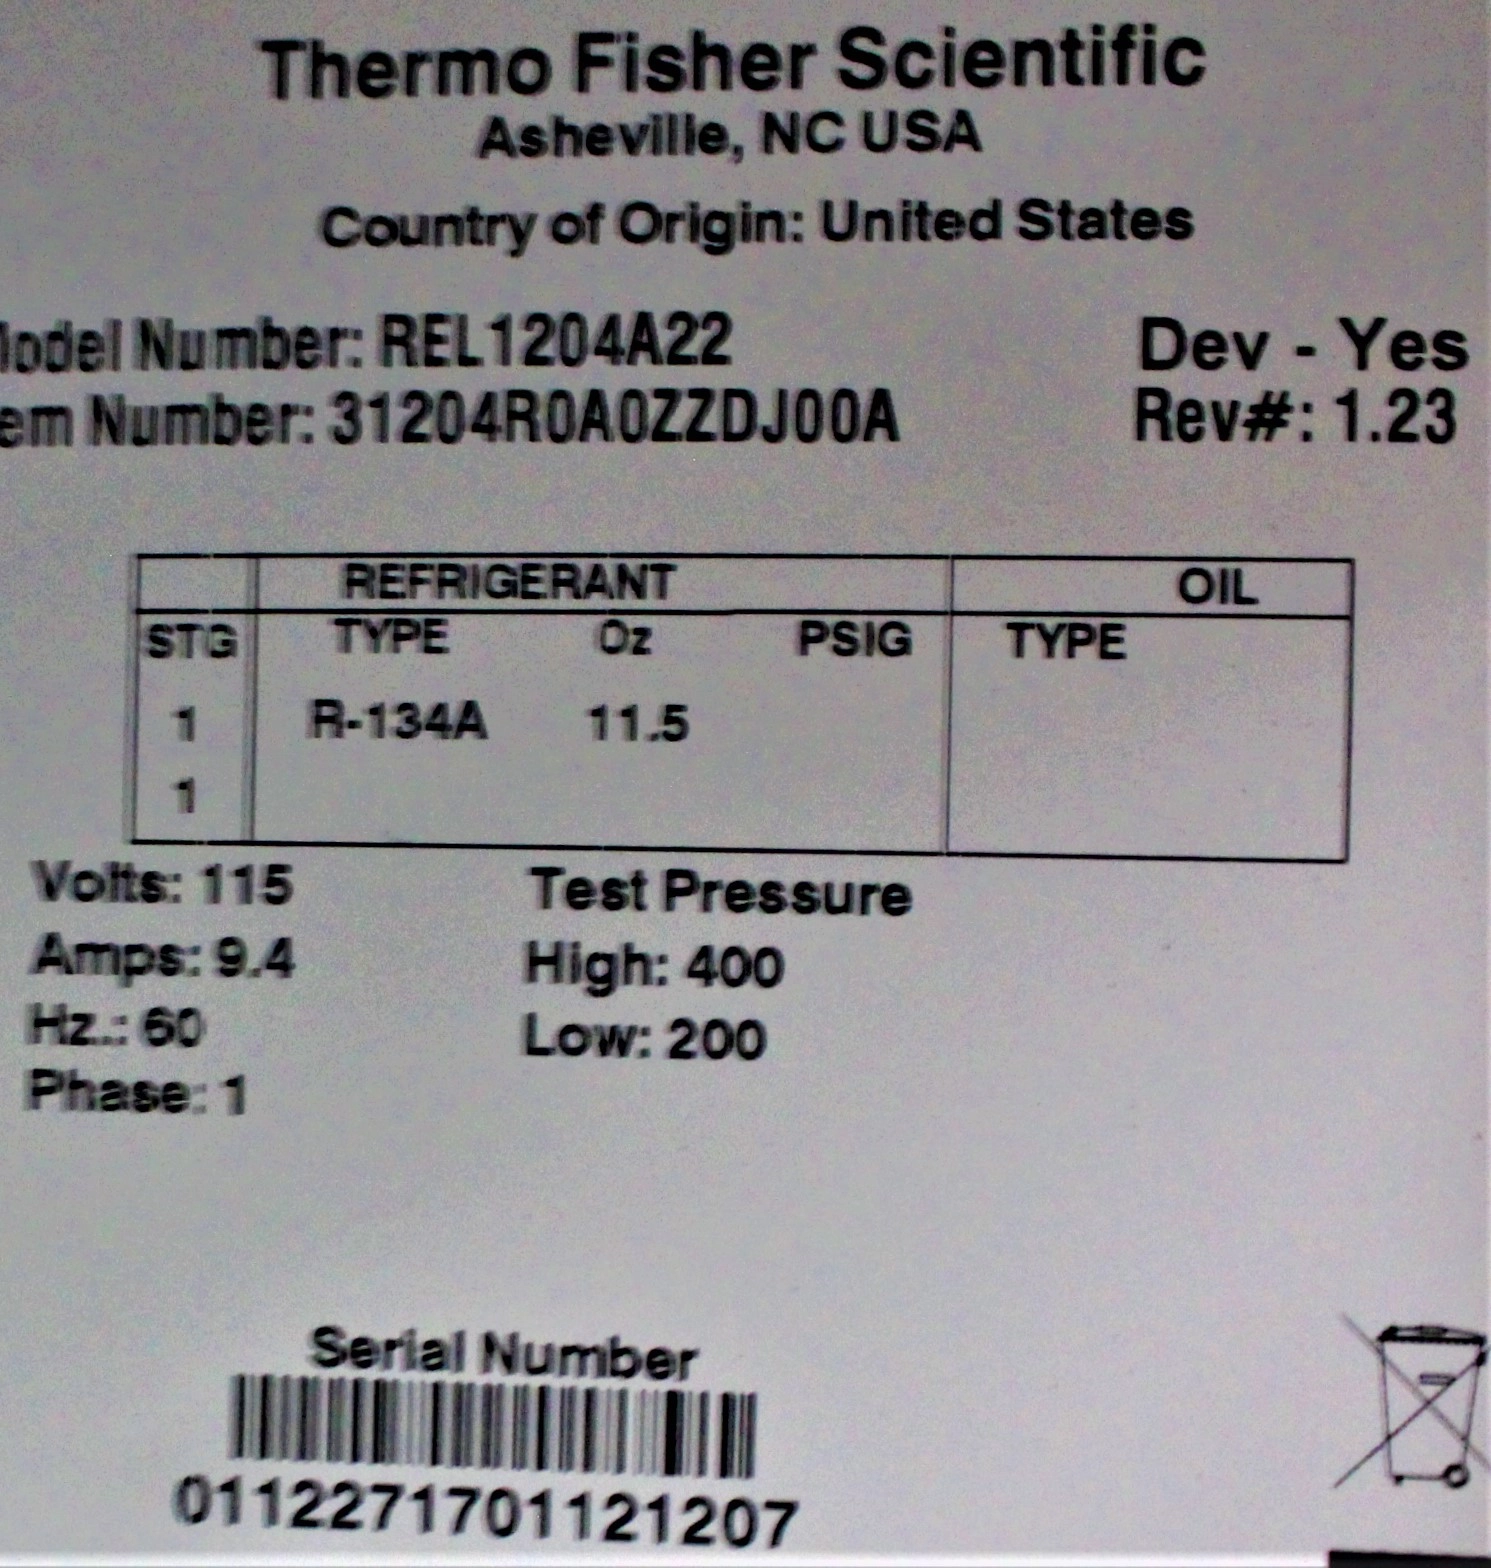 Thermo Fisher Scientific
Asheville, NC USA
Country of Origin: United States
lodel Number: REL1204A22 Dev - Yes
em Number: 31204R0A0ZZDJ00A Rev#: 1.23
REFRIGERANT OIL
STG TYPE Oz PSIG TYPE
1 R-134A 11.5
1
Volts: 115 Test Pressure
Amps: 9.4 High: 400
Hz.: 60 Low: 200
Phase: 1
Serial Number
0112271701121207